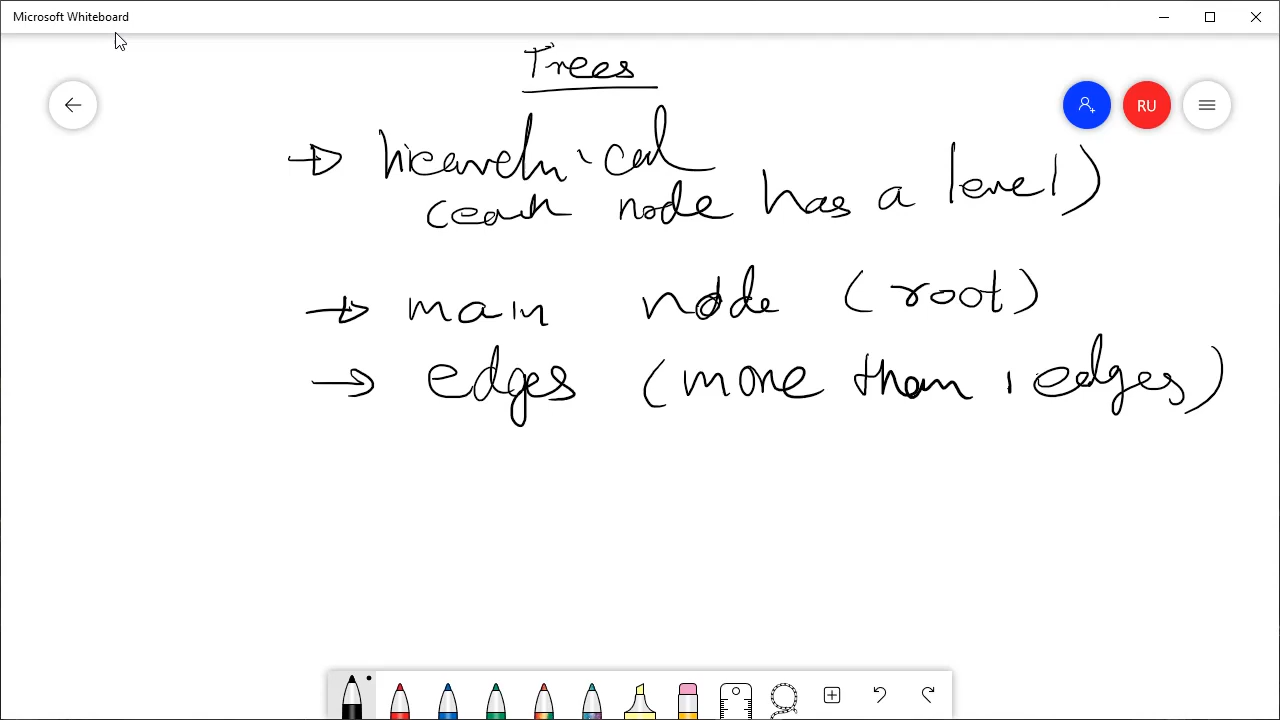 Microsoft Whiteboard
Trees
RU
→ hierarchical
(each node has a level)
→ main node (root)
→ edges (more than 1 edges)